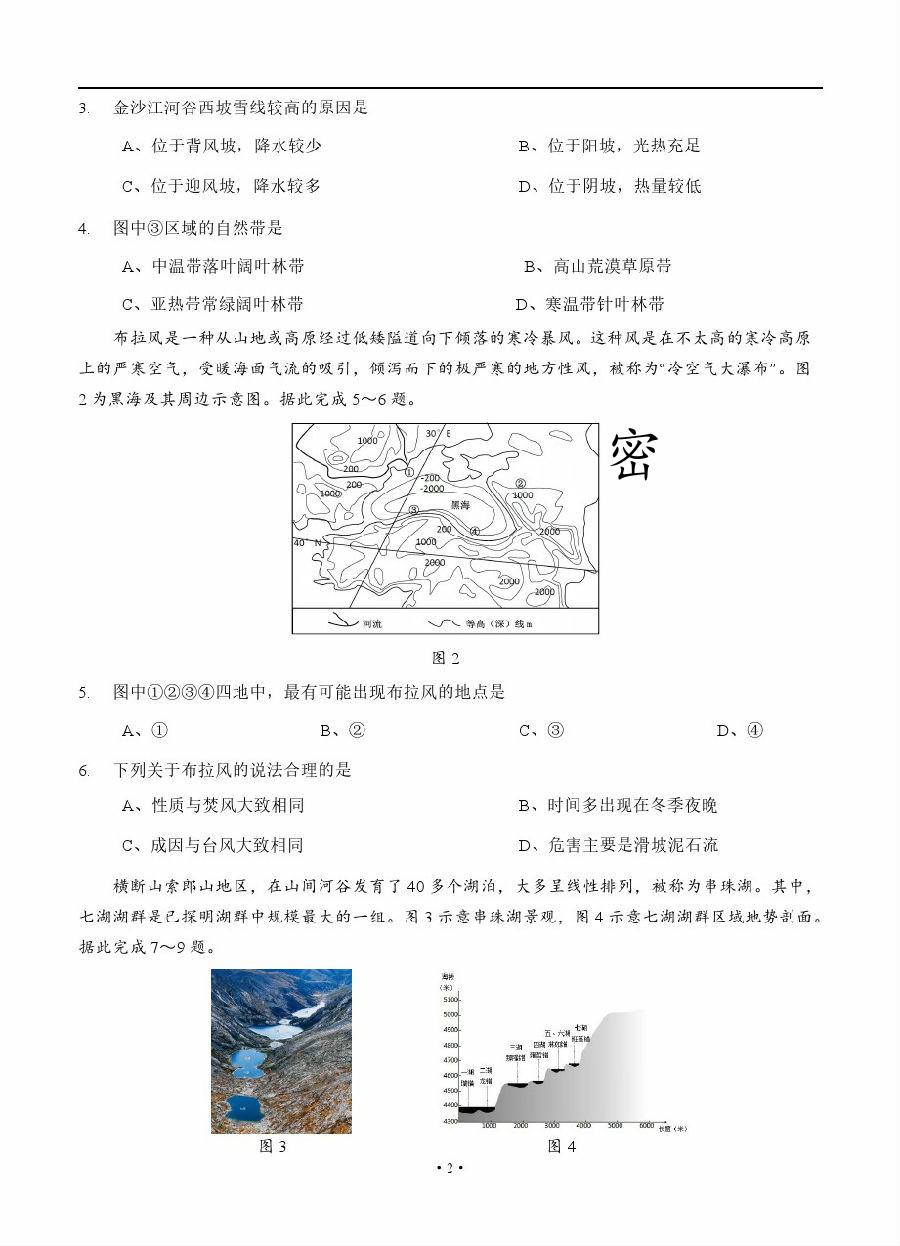 3. 金沙江河谷西坡雪线较高的原因是
A、位于背风坡，降水较少 B、位于阳坡，光热充足
C、位于迎风坡，降水较多 D、位于阴坡，热量较低
4. 图中③区域的自然带是
A、中温带落叶阔叶林带 B、高山荒漠草原带
C、亚热带常绿阔叶林带 D、寒温带针叶林带
布拉风是一种从山地或高原经过低矮隘道向下倾落的寒冷暴风。这种风是在不太高的寒冷高原
上的严寒空气，受暖海面气流的吸引，倾泻而下的极严寒的地方性风，被称为“冷空气大瀑布”。图
2 为黑海及其周边示意图。据此完成 5～6 题。
密
1000 30° E
200 ① -200
200 -2000 ②
1000 1000
黑海
③
200 ④ 2000
40° N 1000
2000
2000
1000
河流 等高（深）线 m
图 2
5. 图中①②③④四地中，最有可能出现布拉风的地点是
A、① B、② C、③ D、④
6. 下列关于布拉风的说法合理的是
A、性质与焚风大致相同 B、时间多出现在冬季夜晚
C、成因与台风大致相同 D、危害主要是滑坡泥石流
横断山索郎山地区，在山间河谷发育了 40 多个湖泊，大多呈线性排列，被称为串珠湖。其中，
七湖湖群是已探明湖群中规模最大的一组。图 3 示意串珠湖景观，图 4 示意七湖湖群区域地势剖面。
据此完成 7～9 题。
海拔
（米）
5100
5000
4900
4800
4700
4600
4500
4400
4300
一湖
二湖
三湖
四湖
五、六湖
七湖
1000 2000 3000 4000 5000 6000 长度（米）
图 3 图 4
· 2 ·